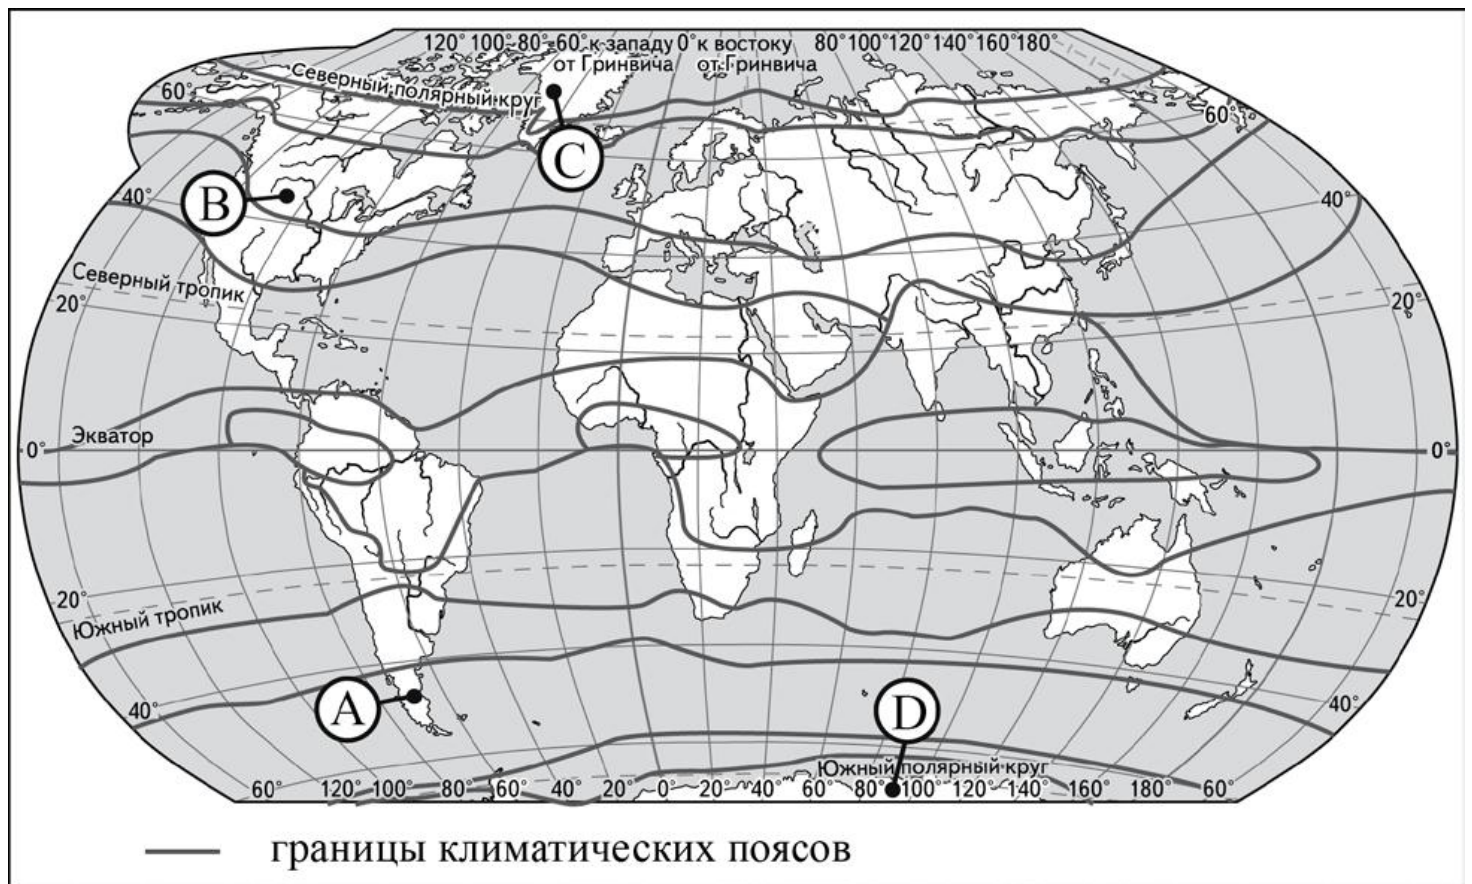 120° 100° 80° 60° к западу 0° к востоку 80° 100° 120° 140° 160° 180°
от Гринвича от Гринвича
Северный полярный круг
60° 60°
C
B
40° 40°
Северный тропик
20° 20°
Экватор
0° 0°
20° 20°
Южный тропик
A
D
40° 40°
Южный полярный круг
60° 120° 100° 80° 60° 40° 20° 0° 20° 40° 60° 80° 100° 120° 140° 160° 180° 60°
границы климатических поясов